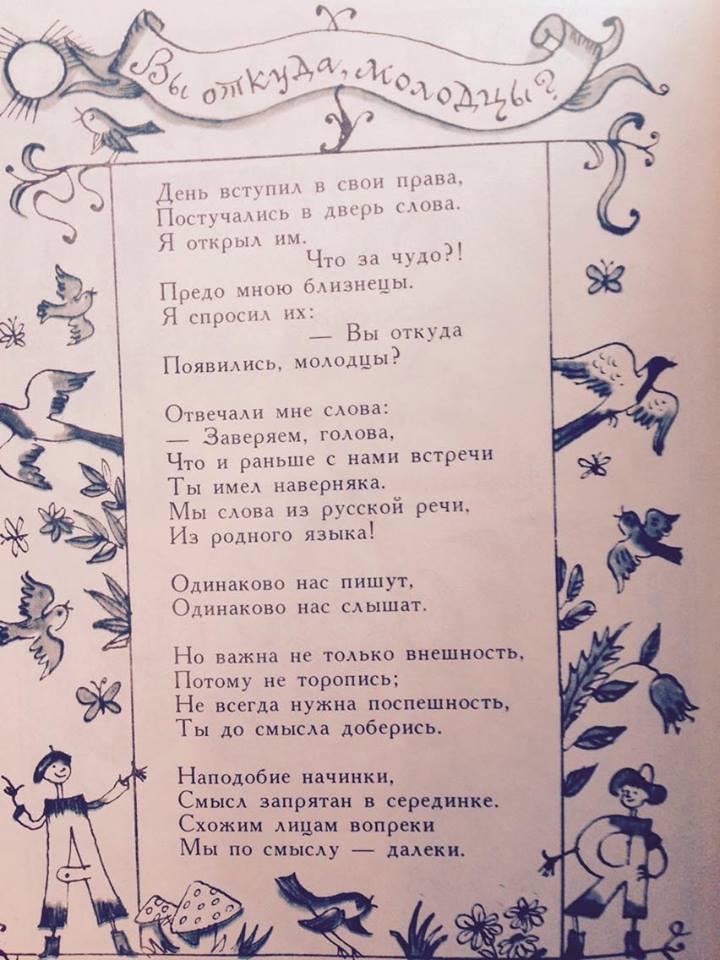 Вы откуда, молодцы?
День вступил в свои права,
Постучались в дверь слова.
Я открыл им.
Что за чудо?!
Предо мною близнецы.
Я спросил их:
— Вы откуда
Появились, молодцы?
Отвечали мне слова:
— Заверяем, голова,
Что и раньше с нами встречи
Ты имел наверняка.
Мы слова из русской речи,
Из родного языка!
Одинаково нас пишут,
Одинаково нас слышат.
Но важна не только внешность,
Потому не торопись;
Не всегда нужна поспешность,
Ты до смысла доберись.
Наподобие начинки,
Смысл запрятан в серединке.
Схожим лицам вопреки
Мы по смыслу — далеки.